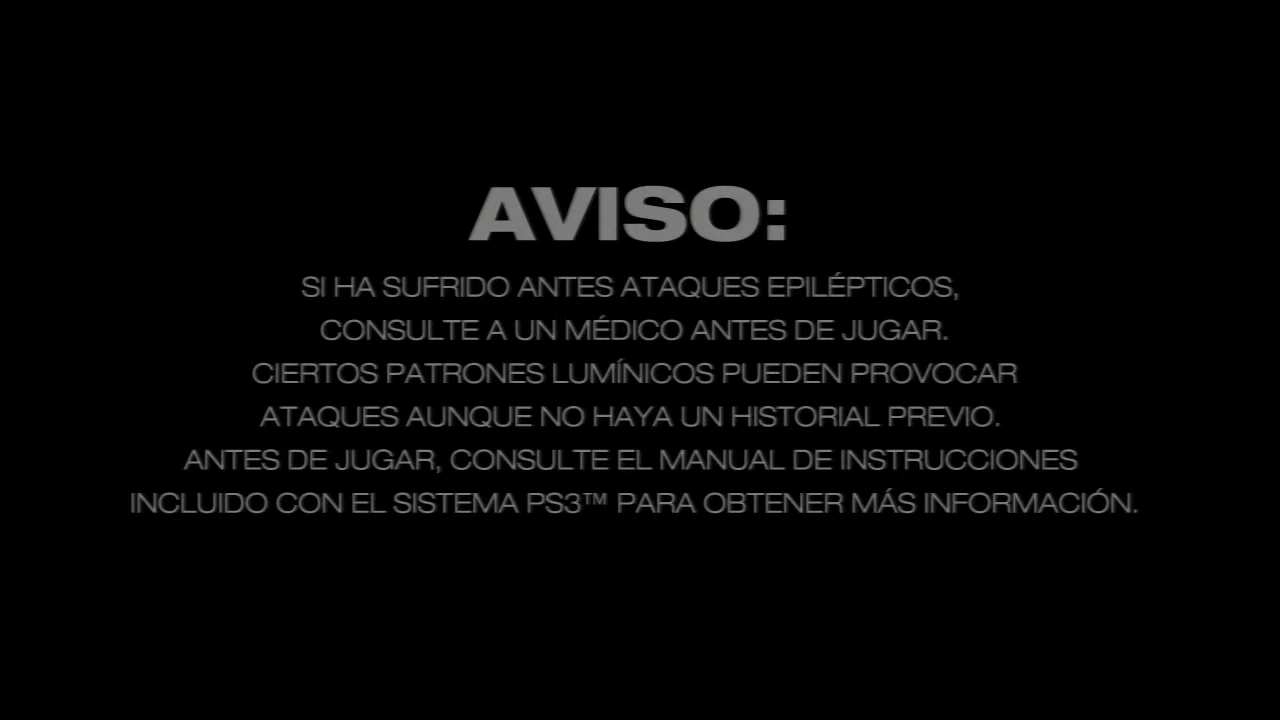 AVISO:
SI HA SUFRIDO ANTES ATAQUES EPILÉPTICOS,
CONSULTE A UN MÉDICO ANTES DE JUGAR.
CIERTOS PATRONES LUMÍNICOS PUEDEN PROVOCAR
ATAQUES AUNQUE NO HAYA UN HISTORIAL PREVIO.
ANTES DE JUGAR, CONSULTE EL MANUAL DE INSTRUCCIONES
INCLUIDO CON EL SISTEMA PS3™ PARA OBTENER MÁS INFORMACIÓN.